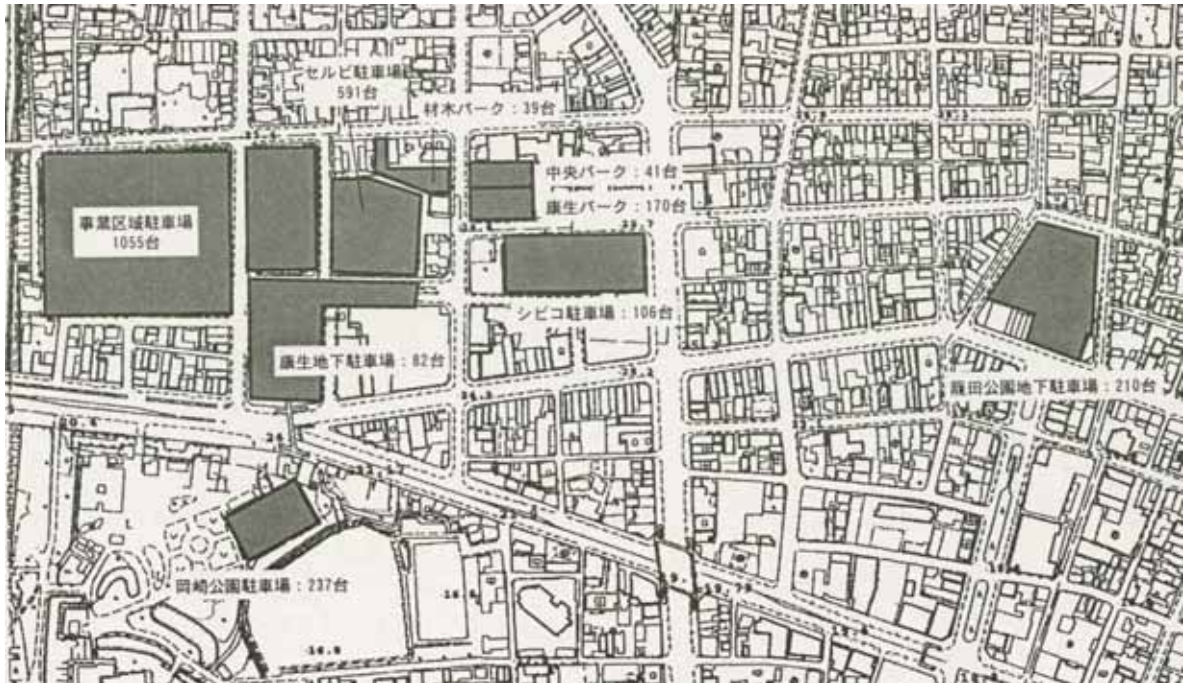 セルビ駐車場
591台
材木パーク：39台
中央パーク：41台
康生パーク：170台
事業区域駐車場
1055台
シビコ駐車場：106台
康生地下駐車場：82台
籠田公園地下駐車場：210台
岡崎公園駐車場：237台